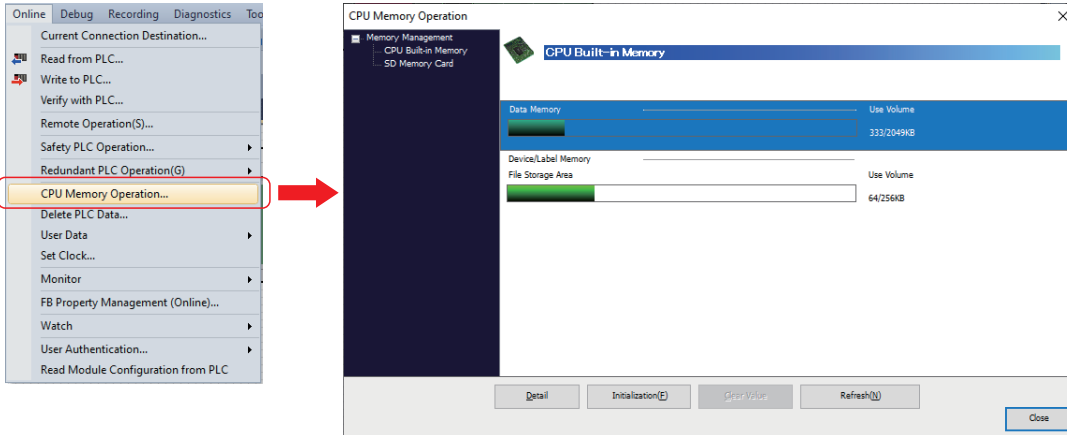 Online Debug Recording Diagnostics Too
Current Connection Destination...
Read from PLC...
Write to PLC...
Verify with PLC...
Remote Operation(S)...
Safety PLC Operation...
Redundant PLC Operation(G)
CPU Memory Operation...
Delete PLC Data...
User Data
Set Clock...
Monitor
FB Property Management (Online)...
Watch
User Authentication...
Read Module Configuration from PLC
CPU Memory Operation
Memory Management
CPU Built-in Memory
SD Memory Card
CPU Built-in Memory
Data Memory Use Volume
333/2049KB
Device/Label Memory
File Storage Area Use Volume
64/256KB
Detail Initialization(F) Clear Value Refresh(N)
Close